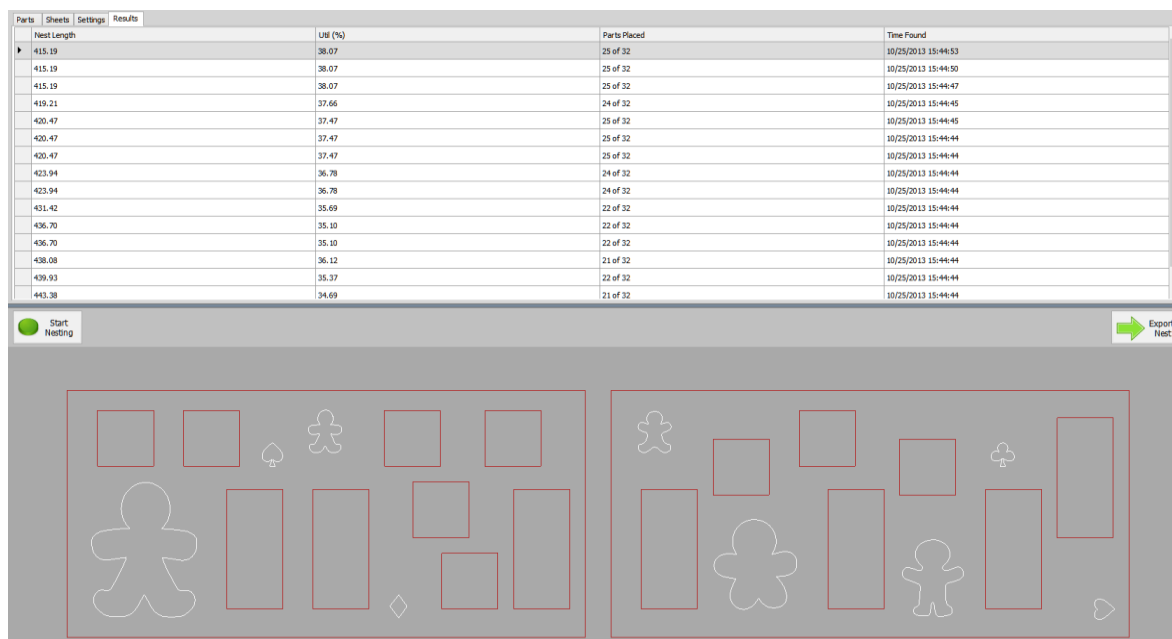 Parts Sheets Settings Results
Nest Length Util (%) Parts Placed Time Found
415.19 38.07 25 of 32 10/25/2013 15:44:53
415.19 38.07 25 of 32 10/25/2013 15:44:50
415.19 38.07 25 of 32 10/25/2013 15:44:47
419.21 37.66 24 of 32 10/25/2013 15:44:45
420.47 37.47 25 of 32 10/25/2013 15:44:45
420.47 37.47 25 of 32 10/25/2013 15:44:44
420.47 37.47 25 of 32 10/25/2013 15:44:44
423.94 36.78 24 of 32 10/25/2013 15:44:44
423.94 36.78 24 of 32 10/25/2013 15:44:44
431.42 35.69 22 of 32 10/25/2013 15:44:44
436.70 35.10 22 of 32 10/25/2013 15:44:44
436.70 35.10 22 of 32 10/25/2013 15:44:44
438.08 36.12 21 of 32 10/25/2013 15:44:44
439.93 35.37 22 of 32 10/25/2013 15:44:44
443.38 34.69 21 of 32 10/25/2013 15:44:44
Start
Nesting
Export
Nest